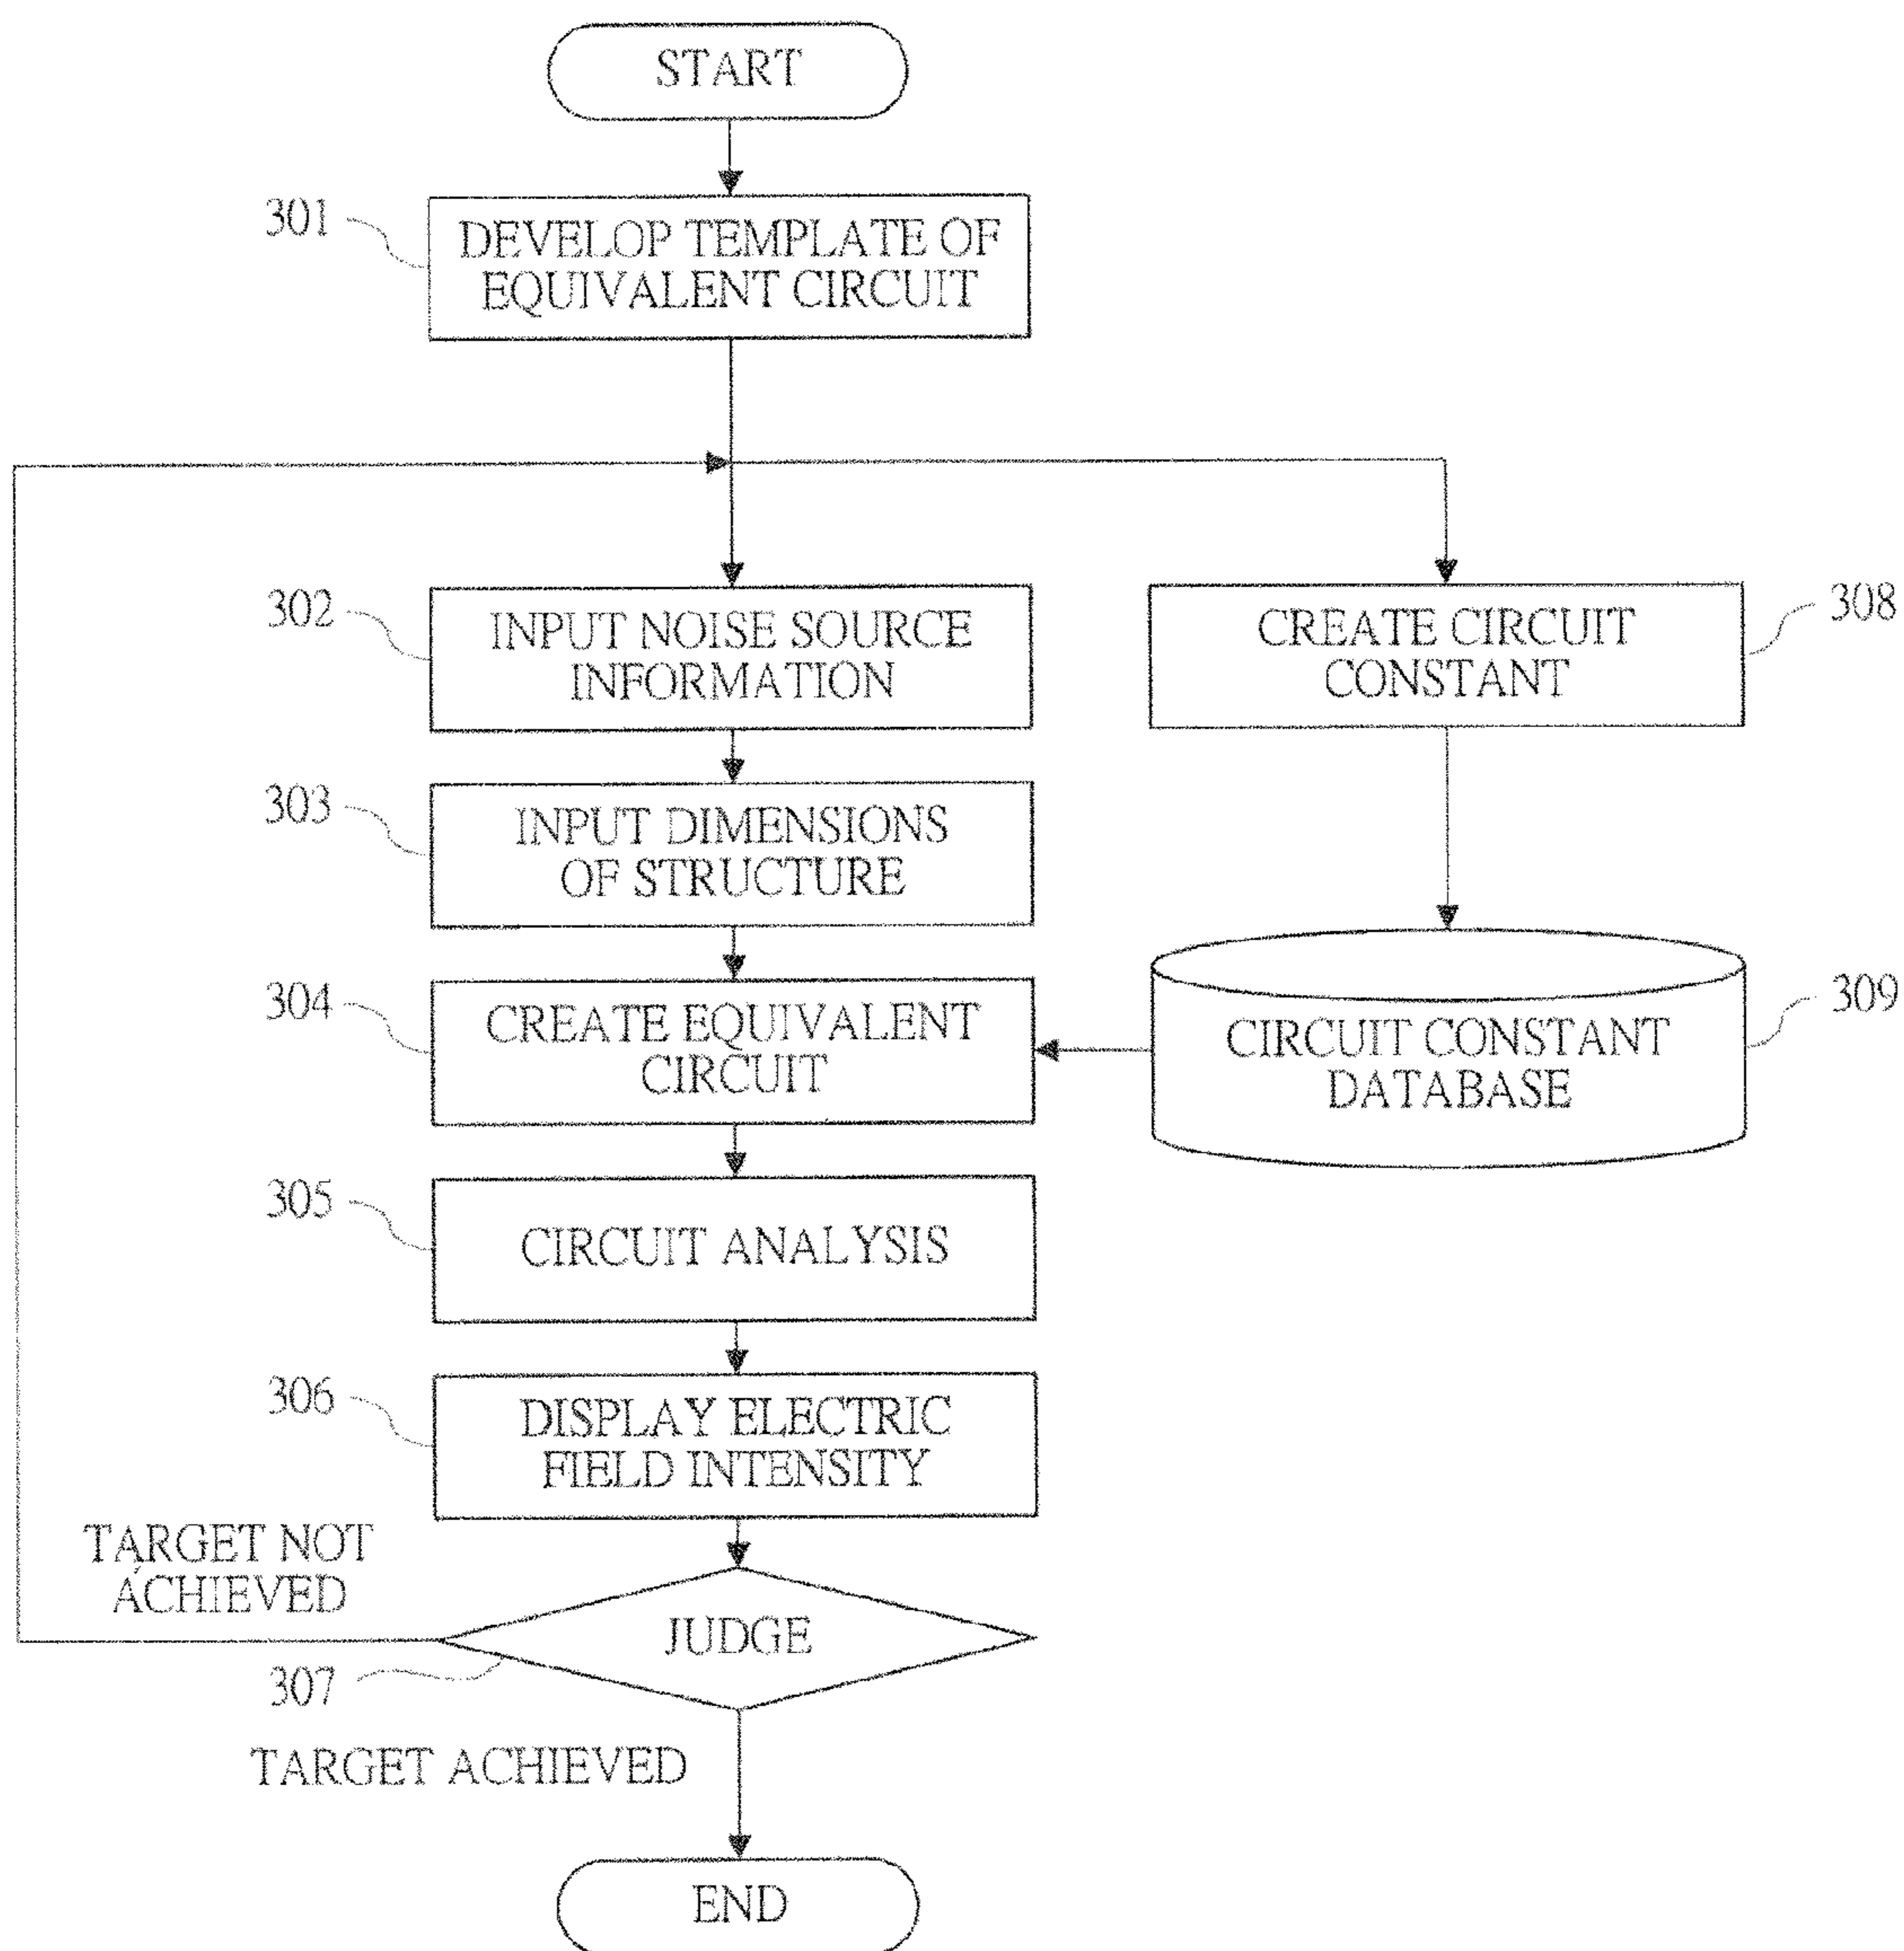 START
301
DEVELOP TEMPLATE OF
EQUIVALENT CIRCUIT
302
INPUT NOISE SOURCE
INFORMATION
CREATE CIRCUIT
CONSTANT
308
303
INPUT DIMENSIONS
OF STRUCTURE
304
CREATE EQUIVALENT
CIRCUIT
CIRCUIT CONSTANT
DATABASE
309
305
CIRCUIT ANALYSIS
306
DISPLAY ELECTRIC
FIELD INTENSITY
TARGET NOT
ACHIEVED
JUDGE
307
TARGET ACHIEVED
END